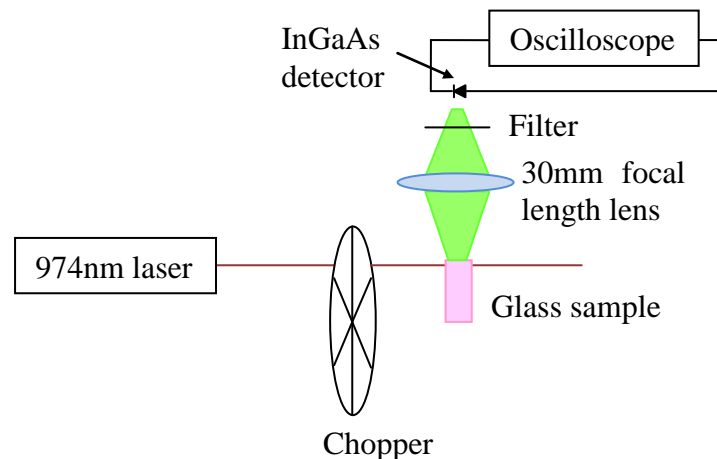 InGaAs
detector
Oscilloscope
Filter
30mm focal
length lens
974nm laser
Glass sample
Chopper